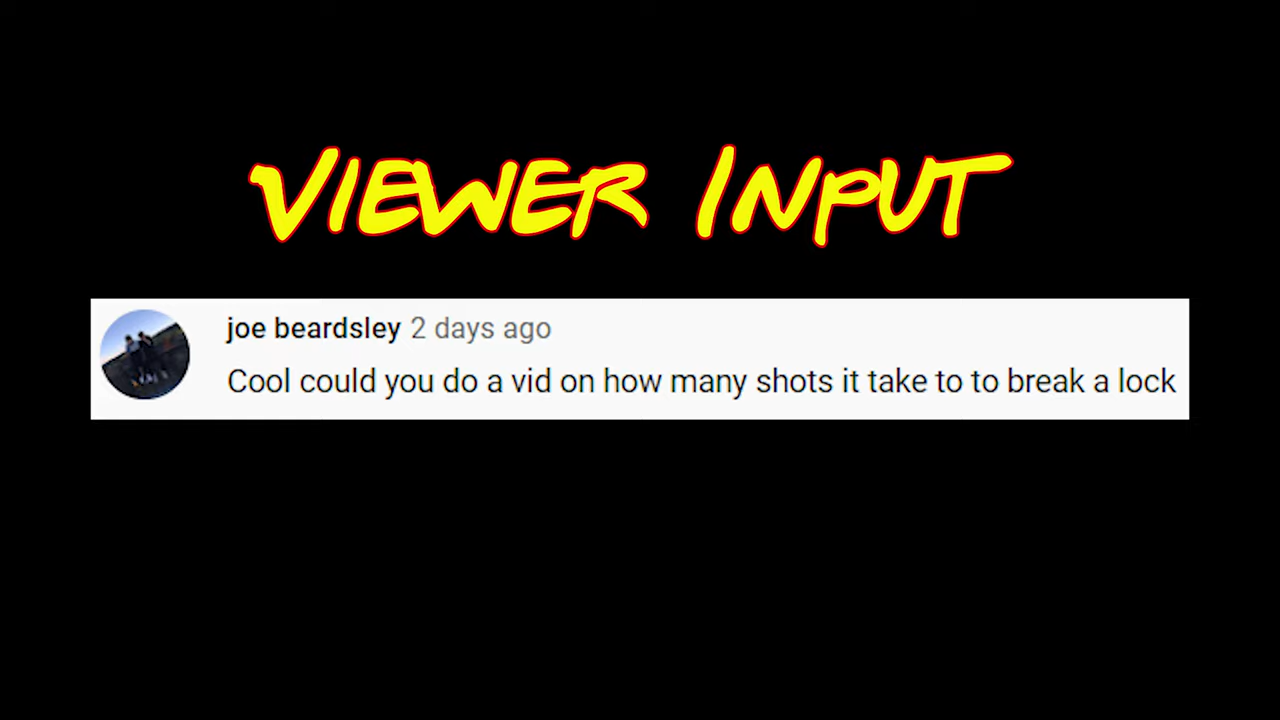 Viewer Input
joe beardsley 2 days ago
Cool could you do a vid on how many shots it take to to break a lock